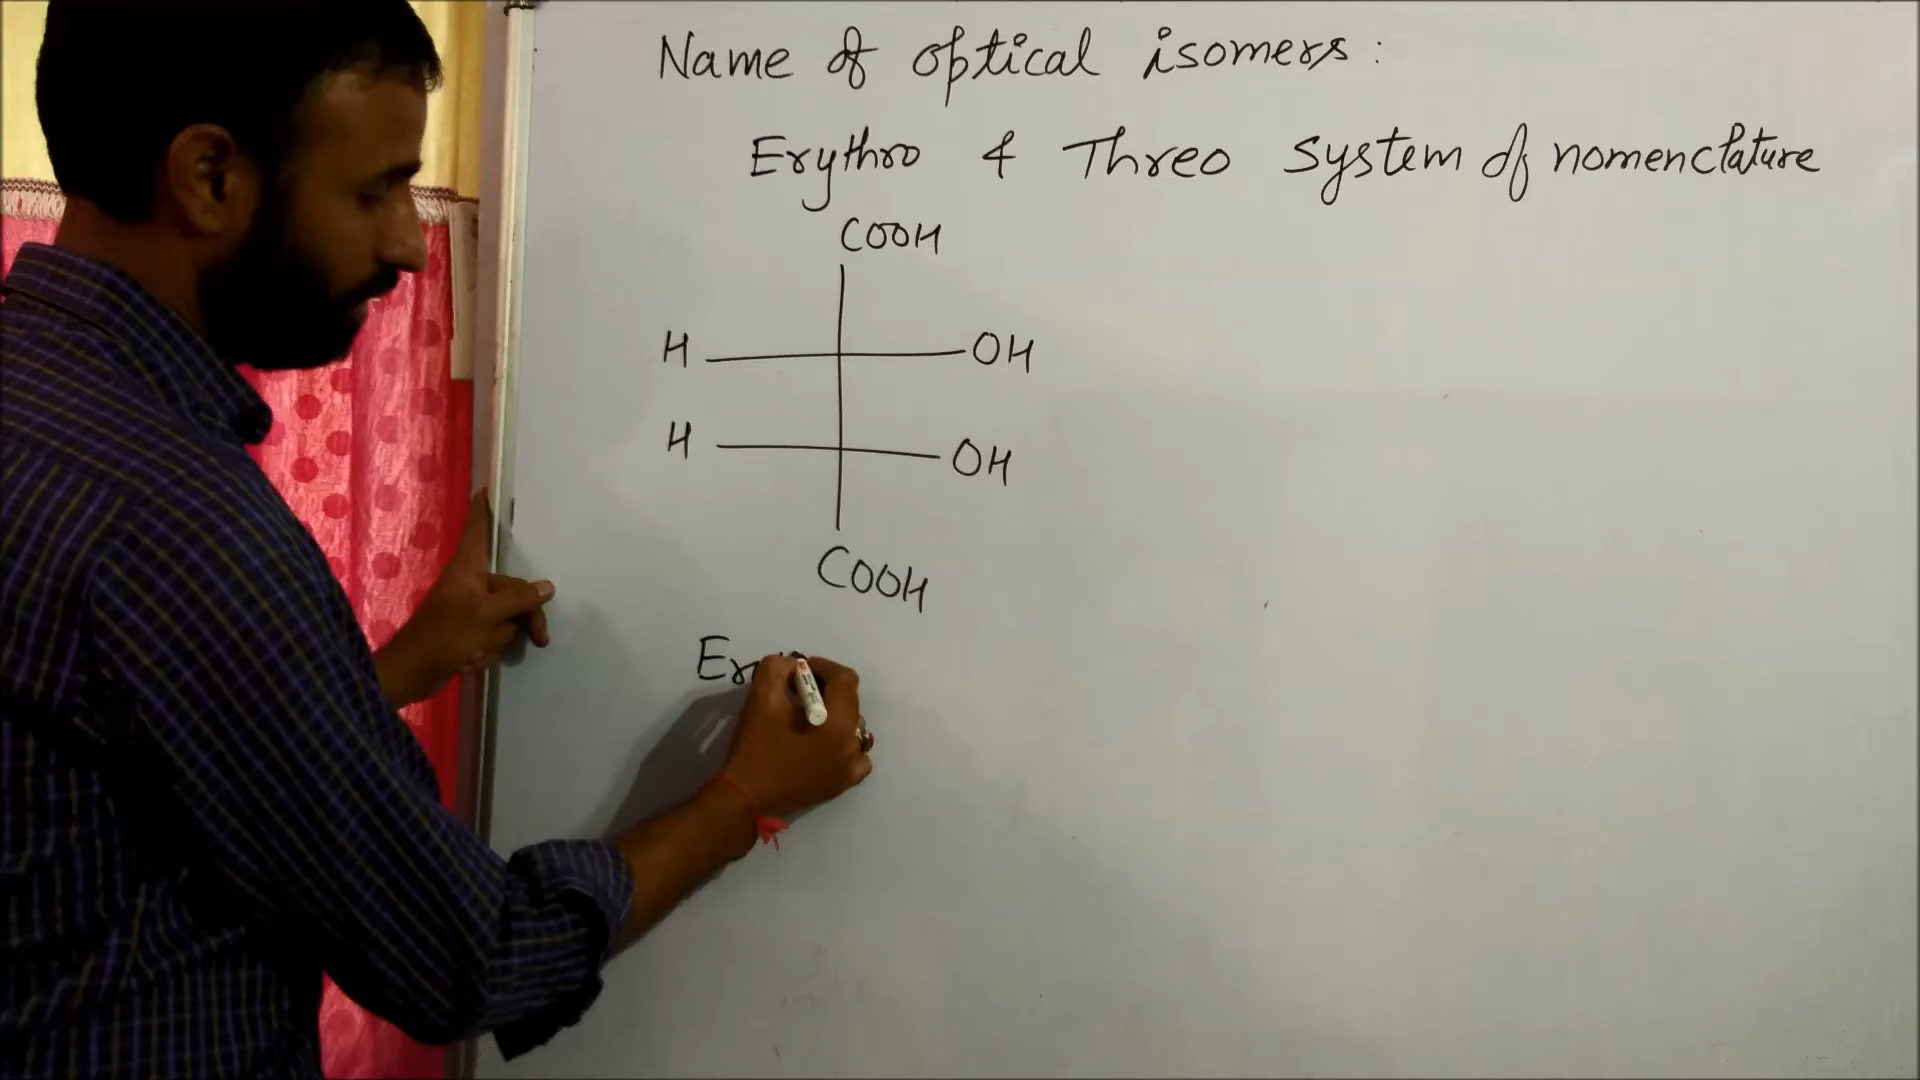 Name of optical isomers :
Erythro & Threo system of nomenclature
COOH
H OH
H OH
COOH